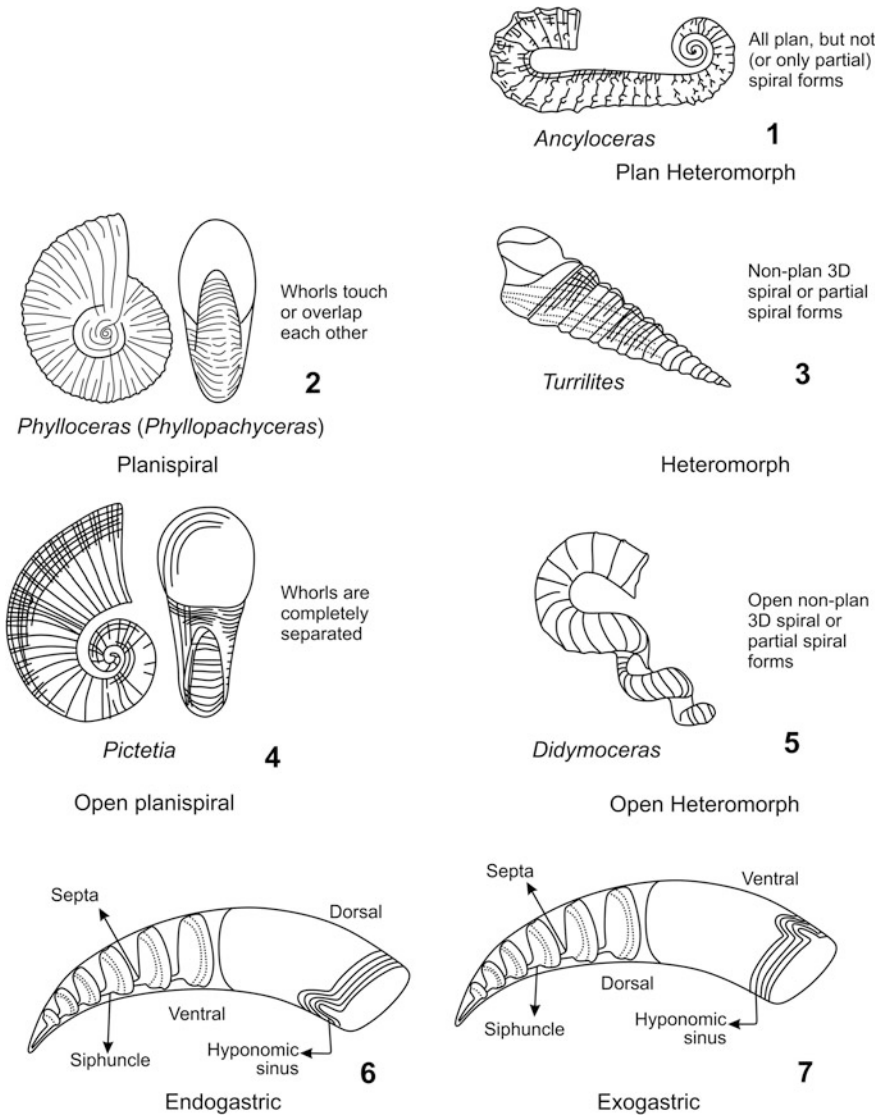 All plan, but not
(or only partial)
spiral forms
Ancyloceras
1
Plan Heteromorph
Whorls touch
or overlap
each other
2
Phylloceras (Phyllopachyceras)
Planispiral
Non-plan 3D
spiral or partial
spiral forms
Turrilites
3
Heteromorph
Whorls are
completely
separated
Pictetia
4
Open planispiral
Open non-plan
3D spiral or
partial spiral
forms
Didymoceras
5
Open Heteromorph
Septa
Dorsal
Ventral
Siphuncle
Hyponomic
sinus
6
Endogastric
Septa
Ventral
Dorsal
Siphuncle
Hyponomic
sinus
7
Exogastric